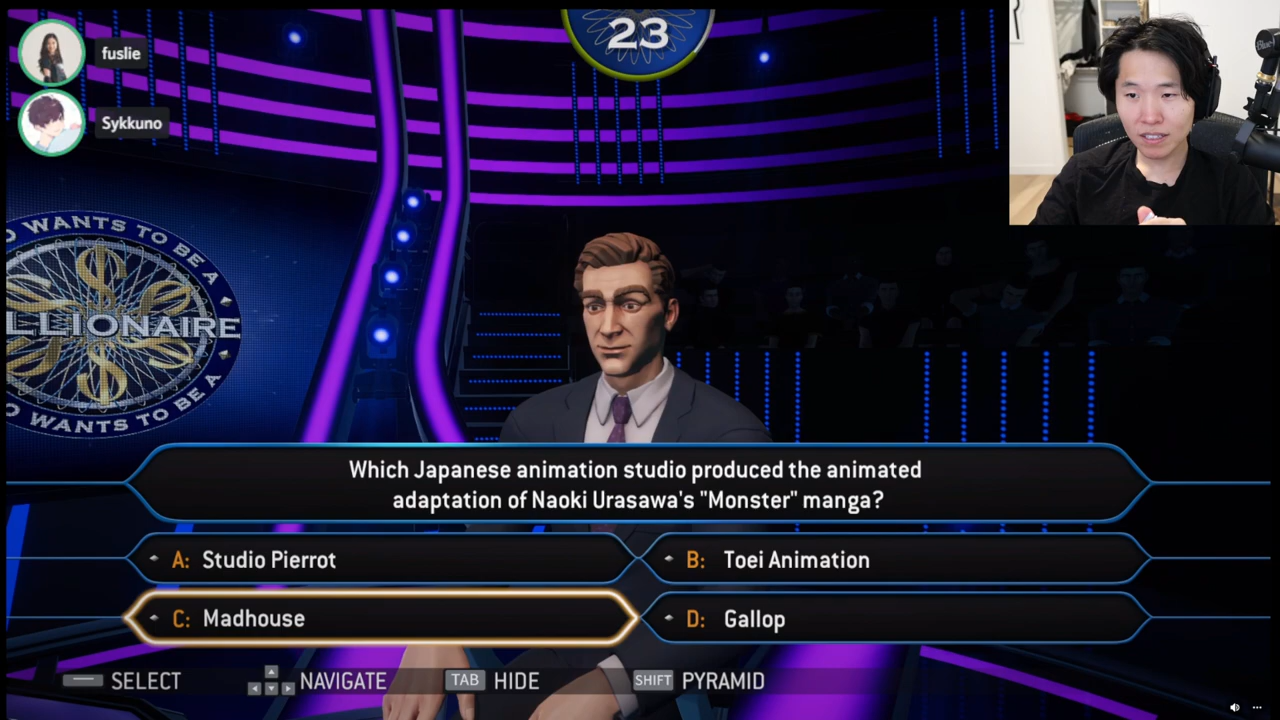 fuslie
Sykkuno
23
O WANTS TO BE A
LLIONAIRE
O WANTS TO BE A
Which Japanese animation studio produced the animated
adaptation of Naoki Urasawa's "Monster" manga?
A: Studio Pierrot
B: Toei Animation
C: Madhouse
D: Gallop
SELECT
NAVIGATE
TAB HIDE
SHIFT PYRAMID